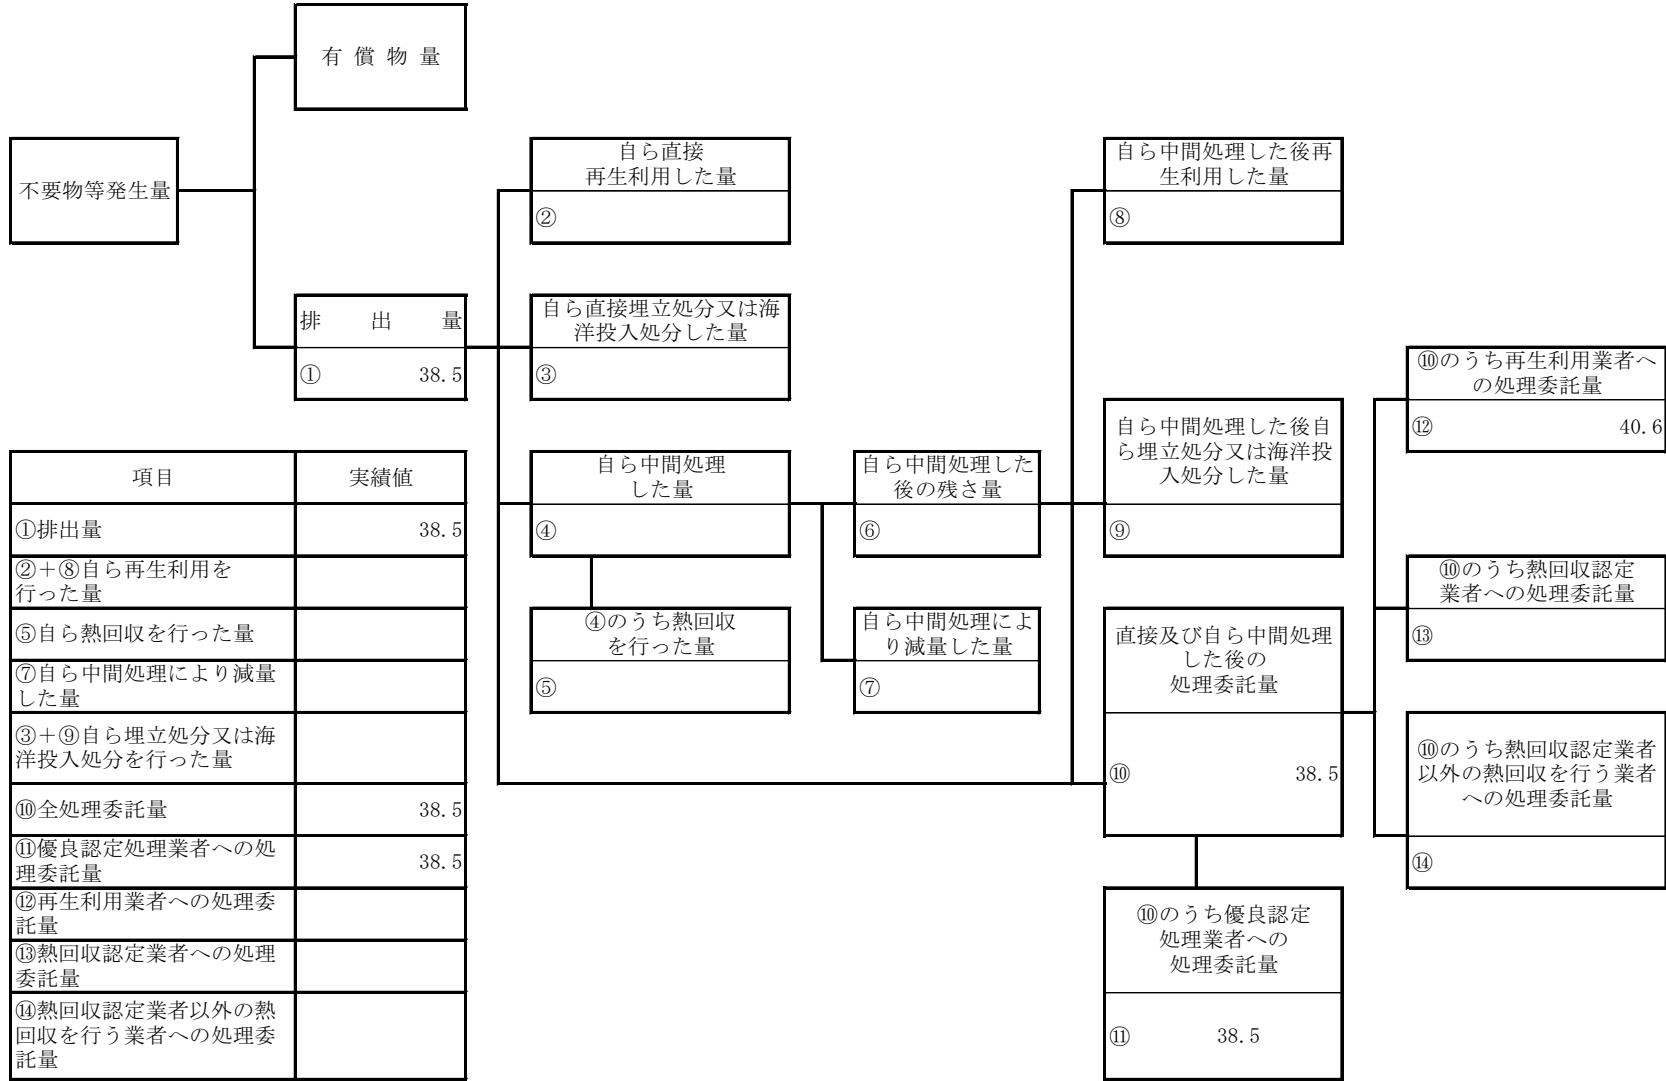 有償物量
不要物等発生量
自ら直接
再生利用した量
②
自ら中間処理した後再
生利用した量
⑧
排出量
① 38.5
自ら直接埋立処分又は海
洋投入処分した量
③
⑩のうち再生利用業者へ
の処理委託量
⑫ 40.6
自ら中間処理した後自
ら埋立処分又は海洋投
入処分した量
⑨
自ら中間処理
した量
④
自ら中間処理した
後の残さ量
⑥
⑩のうち熱回収認定
業者への処理委託量
⑬
④のうち熱回収
を行った量
⑤
自ら中間処理によ
り減量した量
⑦
直接及び自ら中間処理
した後の
処理委託量
⑩ 38.5
⑩のうち熱回収認定業者
以外の熱回収を行う業者
への処理委託量
⑭
⑩のうち優良認定
処理業者への
処理委託量
⑪ 38.5
項目 実績値
①排出量 38.5
②+⑧自ら再生利用を
行った量
⑤自ら熱回収を行った量
⑦自ら中間処理により減量
した量
③+⑨自ら埋立処分又は海
洋投入処分を行った量
⑩全処理委託量 38.5
⑪優良認定処理業者への処
理委託量 38.5
⑫再生利用業者への処理委
託量
⑬熱回収認定業者への処理
委託量
⑭熱回収認定業者以外の熱
回収を行う業者への処理委
託量